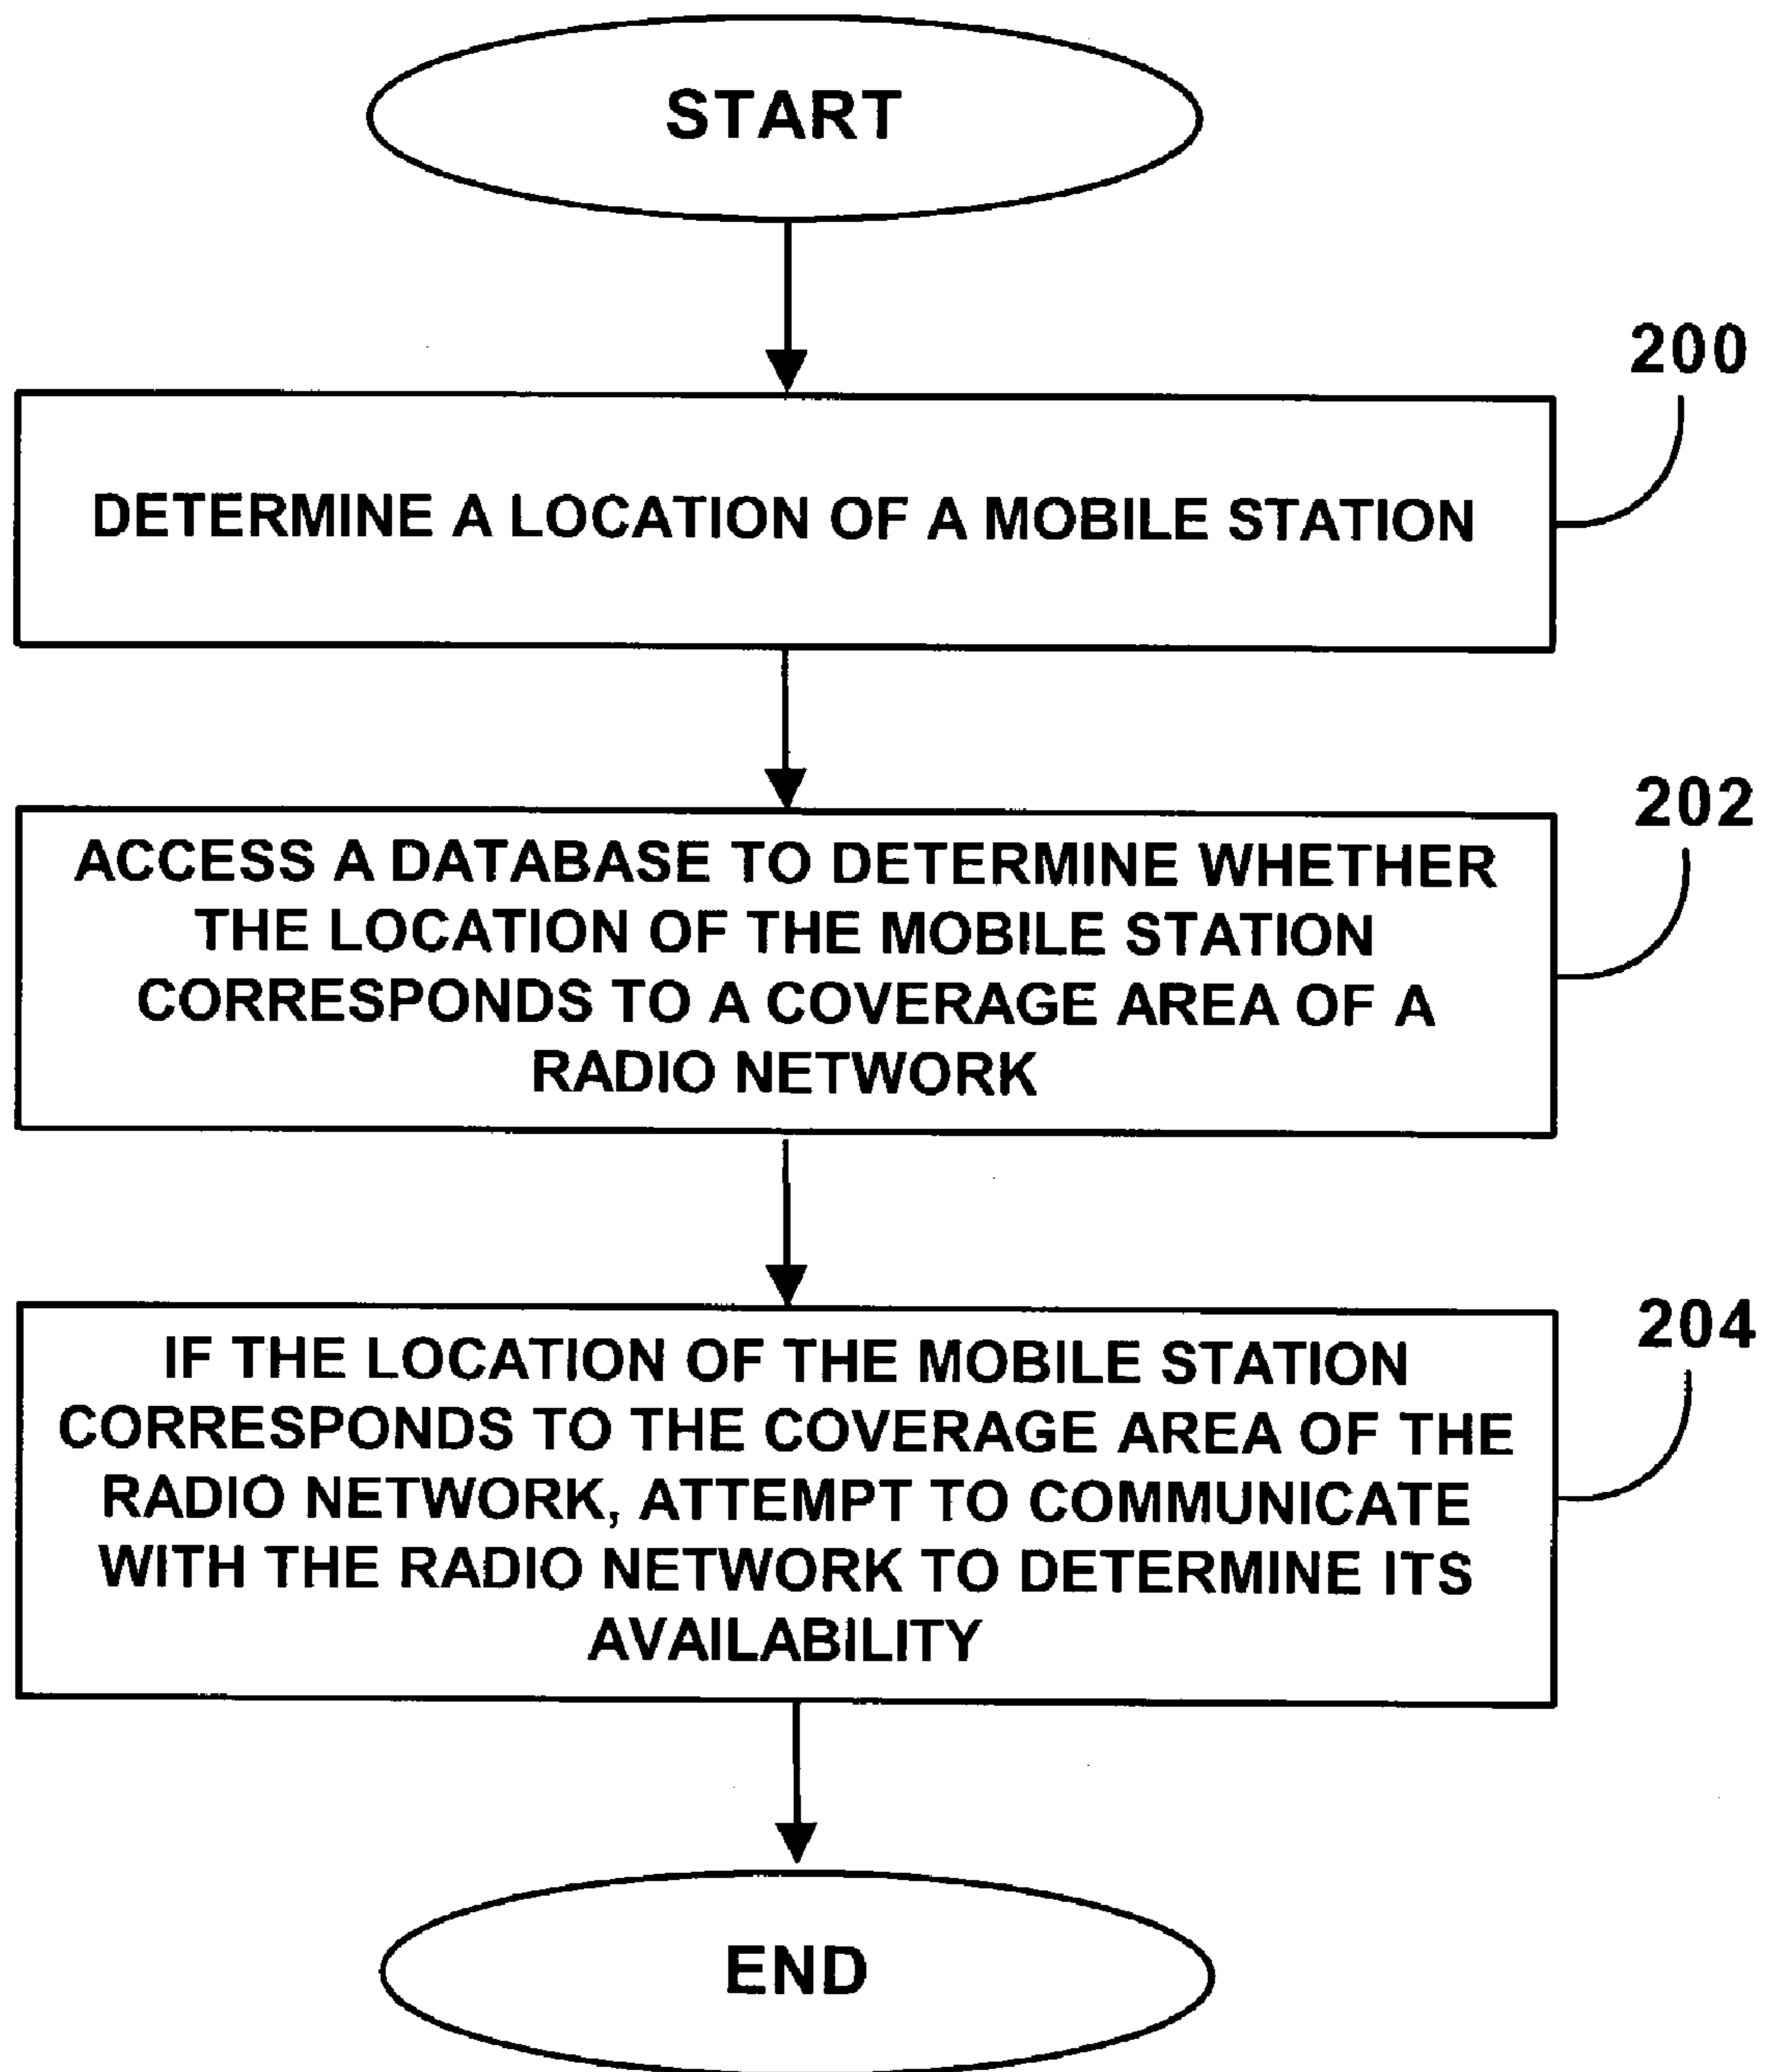 START
200
DETERMINE A LOCATION OF A MOBILE STATION
202
ACCESS A DATABASE TO DETERMINE WHETHER
THE LOCATION OF THE MOBILE STATION
CORRESPONDS TO A COVERAGE AREA OF A
RADIO NETWORK
204
IF THE LOCATION OF THE MOBILE STATION
CORRESPONDS TO THE COVERAGE AREA OF THE
RADIO NETWORK, ATTEMPT TO COMMUNICATE
WITH THE RADIO NETWORK TO DETERMINE ITS
AVAILABILITY
END